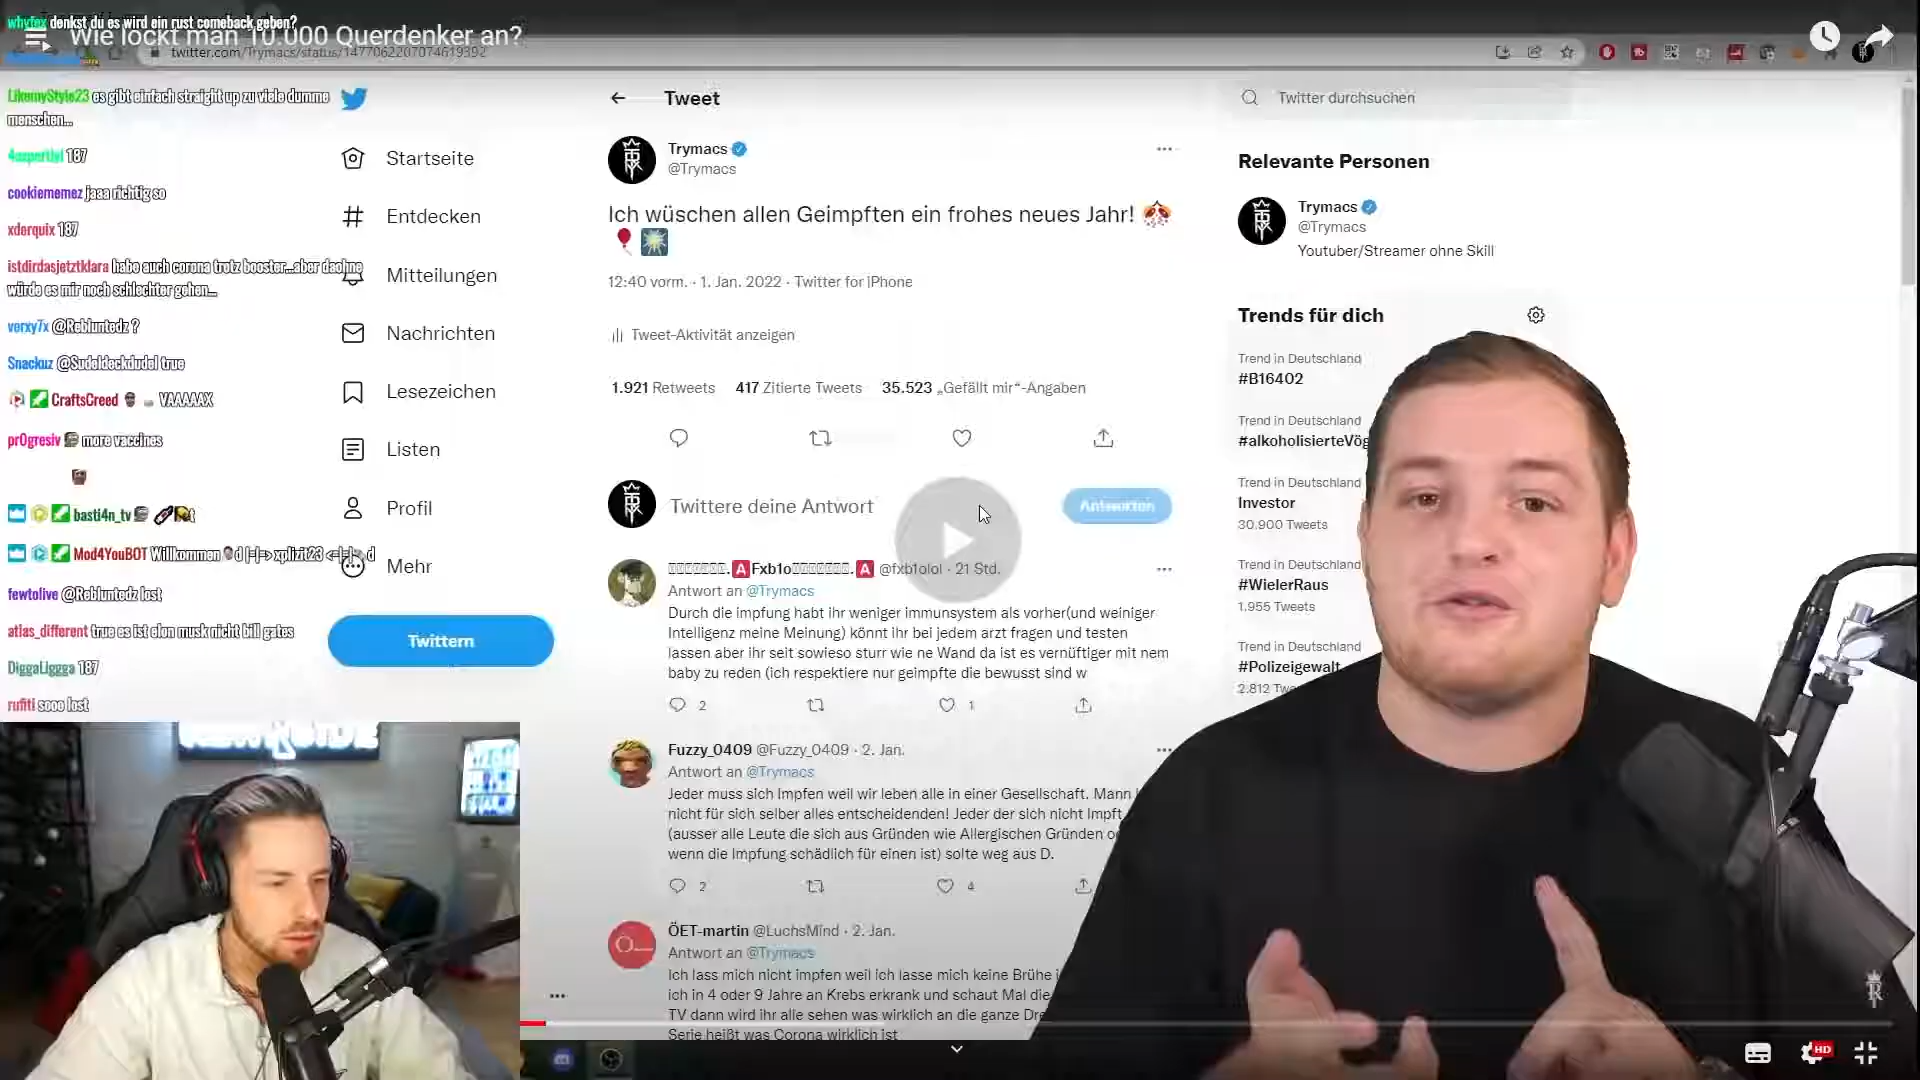 whyfex denkst du es wird ein rust comeback geben?
Wie lockt man 10.000 Querdenker an?
twitter.com/Trymacs/status/1477062207074619392
LikemyStyle23 es gibt einfach straight up zu viele dumme
menschen...
187
cookiememez jaaa richtig so
xderquix 187
istdirdasjetztklara habe auch corona trotz booster...aber daohne
würde es mir noch schlechter gehen...
verxy7x @Rebluntedz ?
Snackuz @Sudeldeckdudel true
CraftsCreed VAAAAAX
pr0gresiv more vaccines
basti4n_tv
Mod4YouBOT Willkommen d |=|=> xplizit23 <=|=|> d
fewtolive @Rebluntedz lost
atlas_different true es ist elon musk nicht bill gates
DiggaUggga 187
rufiti sooo lost
Startseite
Entdecken
Mitteilungen
Nachrichten
Lesezeichen
Listen
Profil
Mehr
Twittern
Tweet
Trymacs
@Trymacs
Ich wüschen allen Geimpften ein frohes neues Jahr!
12:40 vorm. · 1. Jan. 2022 · Twitter for iPhone
Tweet-Aktivität anzeigen
1.921 Retweets 417 Zitierte Tweets 35.523 „Gefällt mir“-Angaben
Twittere deine Antwort
Antworten
A Fxb1o A @fxb1olol · 21 Std.
Antwort an @Trymacs
Durch die impfung habt ihr weniger immunsystem als vorher(und weiniger
Intelligenz meine Meinung) könnt ihr bei jedem arzt fragen und testen
lassen aber ihr seit sowieso sturr wie ne Wand da ist es vernüftiger mit nem
baby zu reden (ich respektiere nur geimpfte die bewusst sind w
2 1
Fuzzy_0409 @Fuzzy_0409 · 2. Jan.
Antwort an @Trymacs
Jeder muss sich Impfen weil wir leben alle in einer Gesellschaft. Mann
nicht für sich selber alles entscheidenden! Jeder der sich nicht Impft
(ausser alle Leute die sich aus Gründen wie Allergischen Gründen
wenn die Impfung schädlich für einen ist) solte weg aus D.
2 4
ÖET-martin @LuchsMind · 2. Jan.
Antwort an @Trymacs
Ich lass mich nicht impfen weil ich lasse mich keine Brühe
ich in 4 oder 9 Jahre an Krebs erkrank und schaut Mal die
TV dann wird ihr alle sehen was wirklich an die ganze
Serie heißt was Corona wirklich ist
Twitter durchsuchen
Relevante Personen
Trymacs
@Trymacs
Youtuber/Streamer ohne Skill
Trends für dich
Trend in Deutschland
#B16402
Trend in Deutschland
#alkoholisierteVög
Trend in Deutschland
Investor
30.900 Tweets
Trend in Deutschland
#WielerRaus
1.955 Tweets
Trend in Deutschland
#Polizeigewalt
2.812
HD